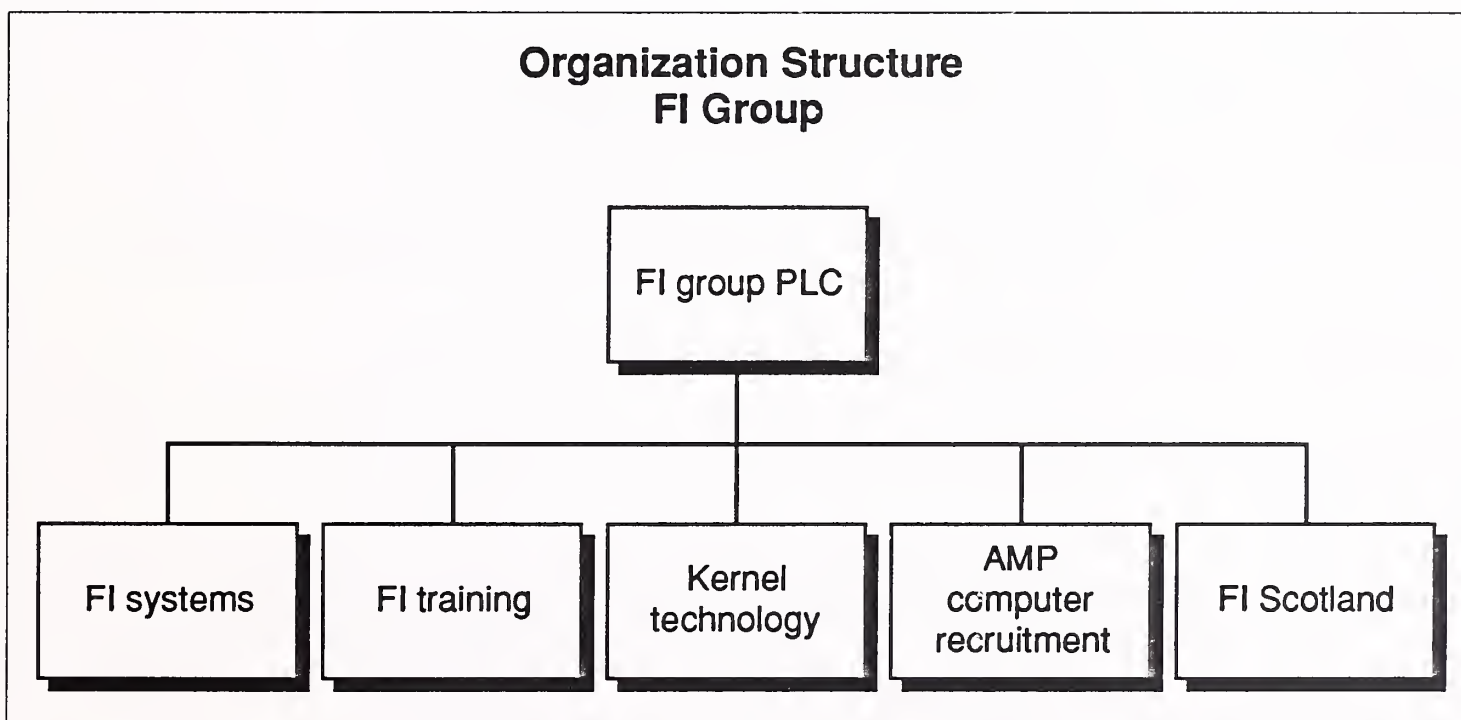 Organization Structure
FI Group
FI group PLC
FI systems
FI training
Kernel
technology
AMP
computer
recruitment
FI Scotland